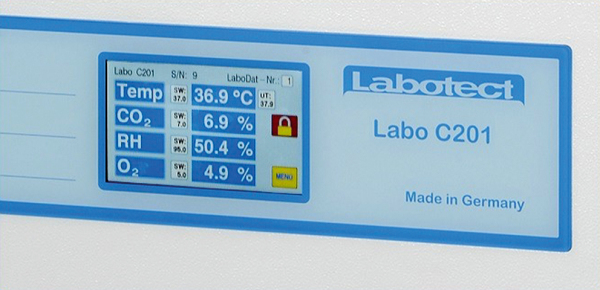 Labo C201 S/N: 9 LaboDat - Nr.: 1
Temp SW: 37.0 36.9 °C UT: 37.9
CO₂ SW: 7.0 6.9 %
RH SW: 95.0 50.4 %
O₂ SW: 5.0 4.9 % MENÜ
Labotect
Labo C201
Made in Germany